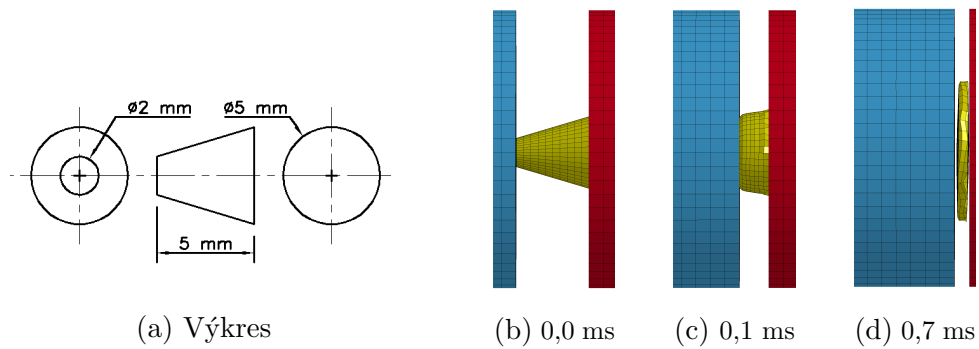 ø2 mm
ø5 mm
5 mm
(a) Výkres
(b) 0,0 ms
(c) 0,1 ms
(d) 0,7 ms